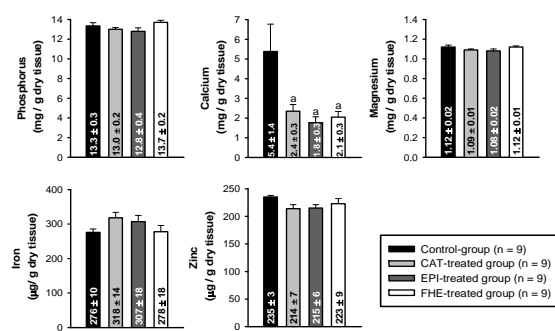 Phosphorus
(mg / g dry tissue)
14
12
10
8
6
4
2
0
13.3 ± 0.3
13.0 ± 0.2
12.8 ± 0.4
13.7 ± 0.2
Calcium
(mg / g dry tissue)
7
6
5
4
3
2
1
0
a
a
a
5.4 ± 1.4
2.4 ± 0.3
1.8 ± 0.3
2.1 ± 0.3
Magnesium
(mg / g dry tissue)
1.4
1.2
1.0
0.8
0.6
0.4
0.2
0.0
1.12 ± 0.02
1.09 ± 0.01
1.08 ± 0.02
1.12 ± 0.01
Iron
(µg/ g dry tissue)
400
300
200
100
0
276 ± 10
318 ± 14
307 ± 18
278 ± 18
Zinc
(µg/ g dry tissue)
250
200
150
100
50
0
235 ± 3
214 ± 7
215 ± 6
223 ± 9
Control-group (n = 9)
CAT-treated group (n = 9)
EPI-treated group (n = 9)
FHE-treated group (n = 9)